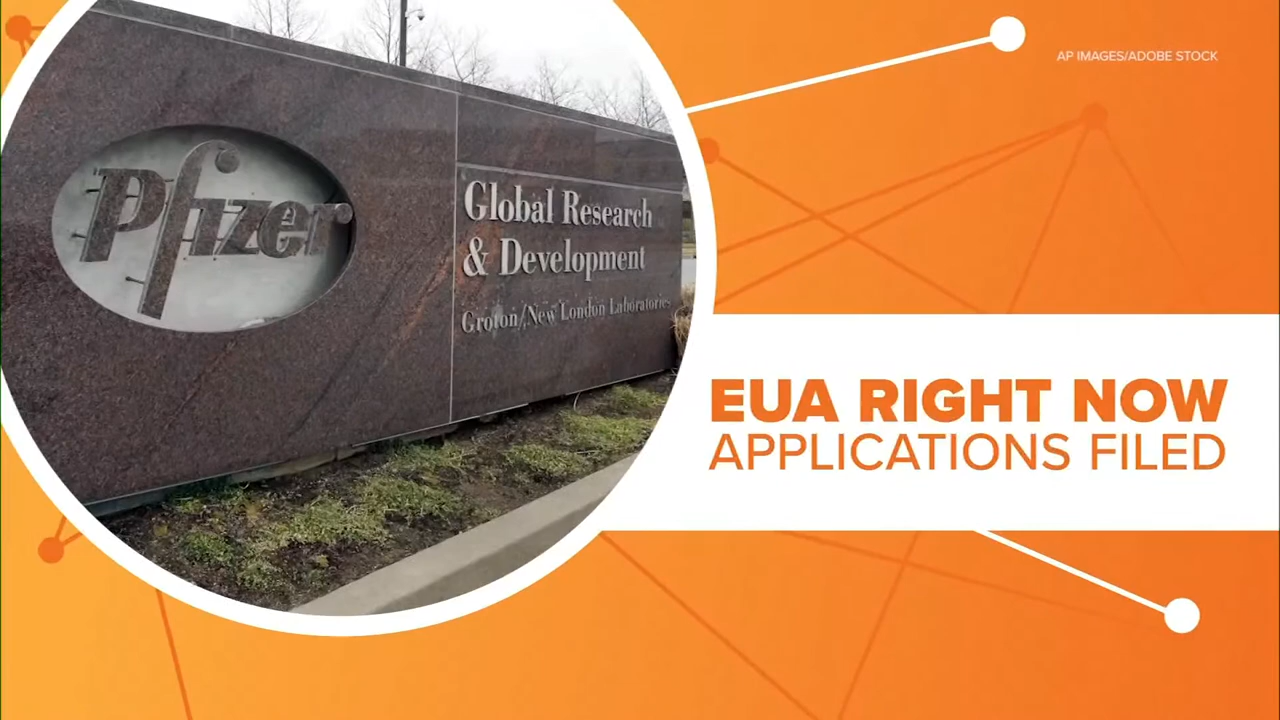 AP IMAGES/ADOBE STOCK
Pfizer
Global Research
& Development
Groton/New London Laboratories
EUA RIGHT NOW
APPLICATIONS FILED